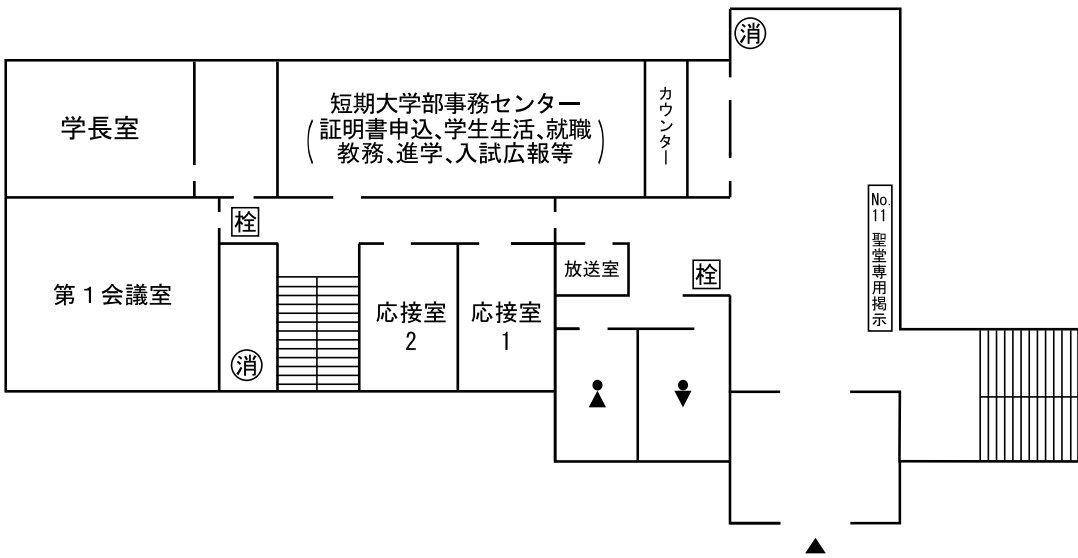 消
学長室
短期大学部事務センター
(証明書申込、学生生活、就職
教務、進学、入試広報等)
カウンター
栓
No.
11
聖堂専用掲示
第1会議室
放送室
栓
応接室
2
応接室
1
消